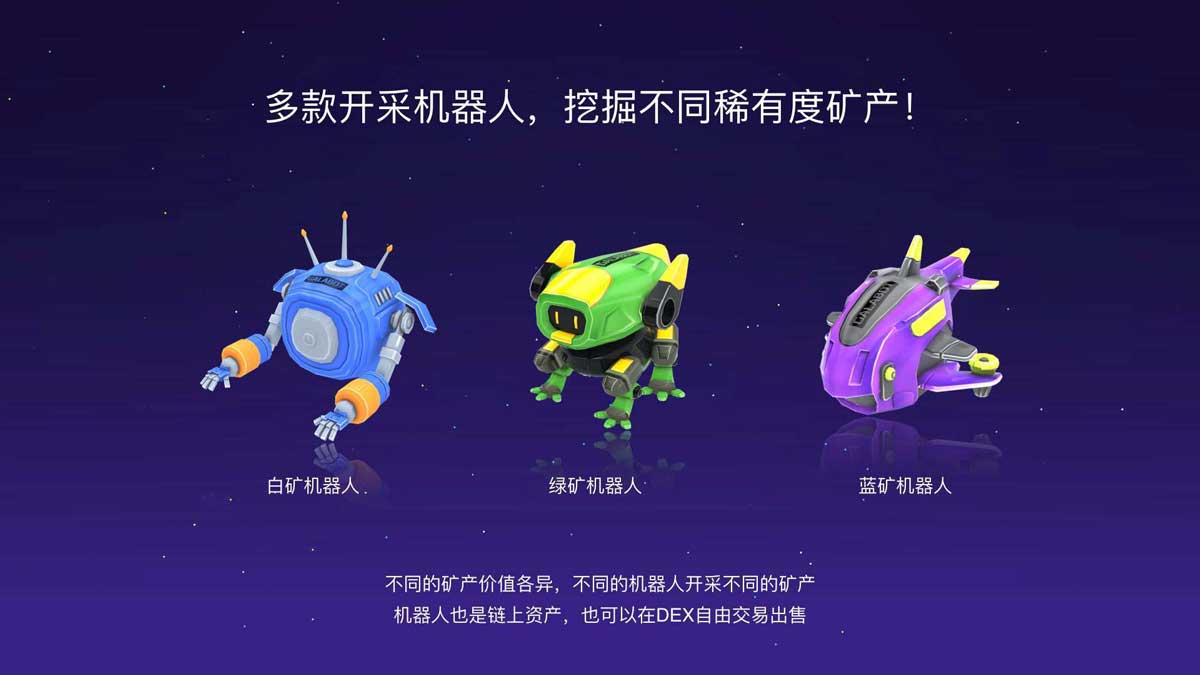 多款开采机器人，挖掘不同稀有度矿产！
GALABOT
GALABOT
GALABOT
白矿机器人
绿矿机器人
蓝矿机器人
不同的矿产价值各异，不同的机器人开采不同的矿产
机器人也是链上资产，也可以在DEX自由交易出售